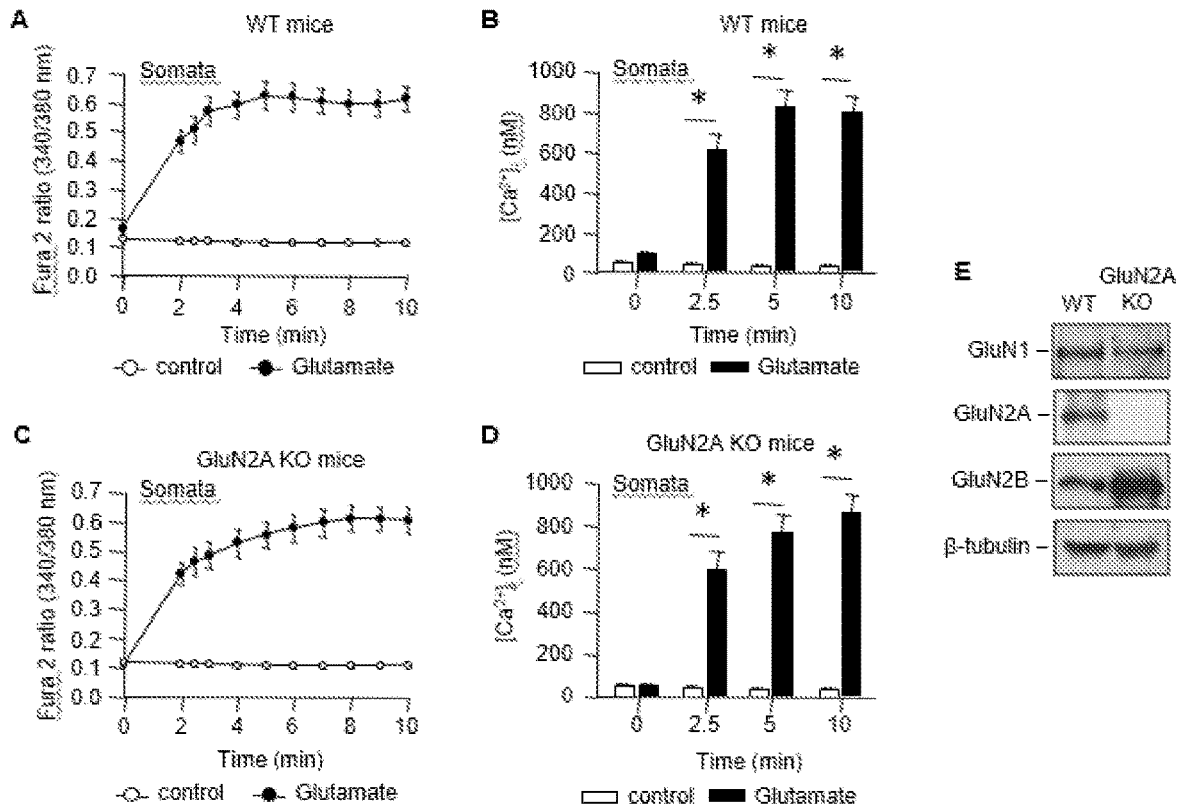 A
WT mice
Somata
Fura 2 ratio (340/380 nm)
0.7
0.6
0.5
0.4
0.3
0.2
0.1
0.0
0 2 4 6 8 10
Time (min)
control Glutamate
B
WT mice
Somata
[Ca²⁺]ᵢ (nM)
1000
800
600
400
200
0
* * *
0 2.5 5 10
Time (min)
control Glutamate
C
GluN2A KO mice
Somata
Fura 2 ratio (340/380 nm)
0.7
0.6
0.5
0.4
0.3
0.2
0.1
0.0
0 2 4 6 8 10
Time (min)
control Glutamate
D
GluN2A KO mice
Somata
[Ca²⁺]ᵢ (nM)
1000
800
600
400
200
0
* * *
0 2.5 5 10
Time (min)
control Glutamate
E
GluN2A
WT KO
GluN1
GluN2A
GluN2B
β-tubulin